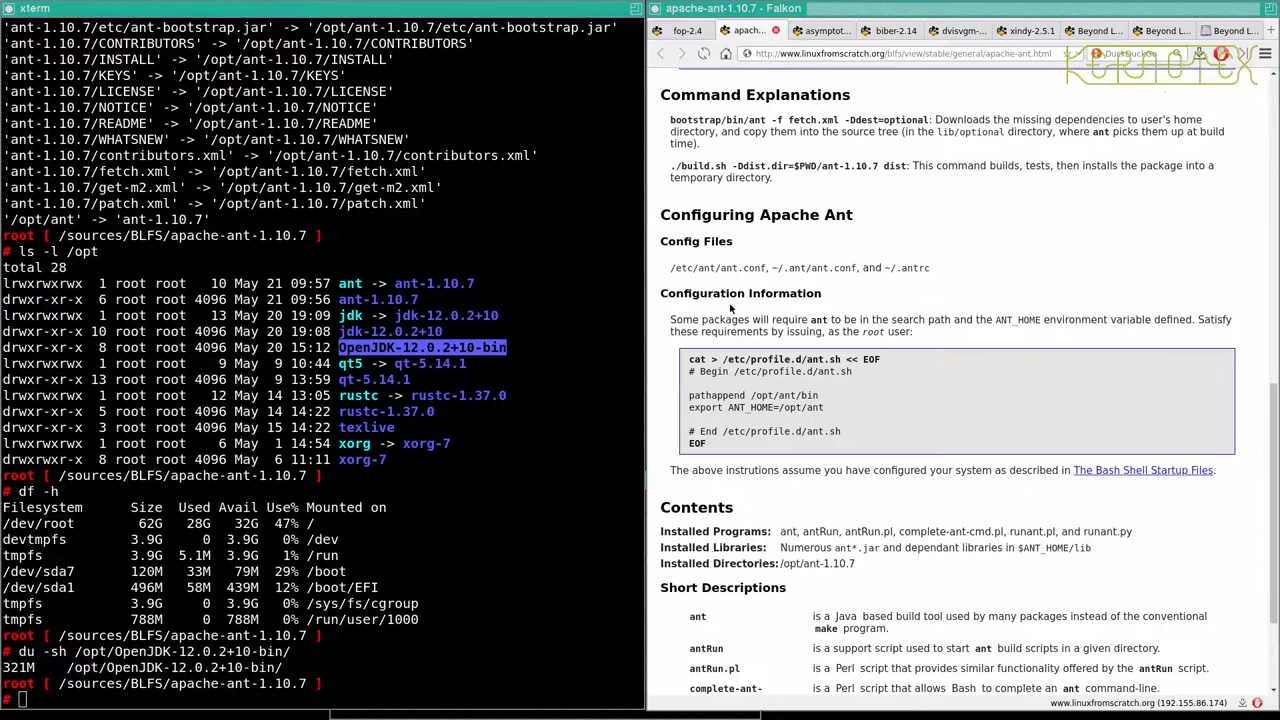 xterm
'ant-1.10.7/etc/ant-bootstrap.jar' -> '/opt/ant-1.10.7/etc/ant-bootstrap.jar'
'ant-1.10.7/CONTRIBUTORS' -> '/opt/ant-1.10.7/CONTRIBUTORS'
'ant-1.10.7/INSTALL' -> '/opt/ant-1.10.7/INSTALL'
'ant-1.10.7/KEYS' -> '/opt/ant-1.10.7/KEYS'
'ant-1.10.7/LICENSE' -> '/opt/ant-1.10.7/LICENSE'
'ant-1.10.7/NOTICE' -> '/opt/ant-1.10.7/NOTICE'
'ant-1.10.7/README' -> '/opt/ant-1.10.7/README'
'ant-1.10.7/WHATSNEW' -> '/opt/ant-1.10.7/WHATSNEW'
'ant-1.10.7/contributors.xml' -> '/opt/ant-1.10.7/contributors.xml'
'ant-1.10.7/fetch.xml' -> '/opt/ant-1.10.7/fetch.xml'
'ant-1.10.7/get-m2.xml' -> '/opt/ant-1.10.7/get-m2.xml'
'ant-1.10.7/patch.xml' -> '/opt/ant-1.10.7/patch.xml'
'/opt/ant' -> 'ant-1.10.7'
root [ /sources/BLFS/apache-ant-1.10.7 ]
# ls -l /opt
total 28
lrwxrwxrwx 1 root root 10 May 21 09:57 ant -> ant-1.10.7
drwxr-xr-x 6 root root 4096 May 21 09:56 ant-1.10.7
lrwxrwxrwx 1 root root 13 May 20 19:09 jdk -> jdk-12.0.2+10
drwxr-xr-x 10 root root 4096 May 20 19:08 jdk-12.0.2+10
drwxr-xr-x 8 root root 4096 May 20 15:12 OpenJDK-12.0.2+10-bin
lrwxrwxrwx 1 root root 9 May 9 10:44 qt5 -> qt-5.14.1
drwxr-xr-x 13 root root 4096 May 9 13:59 qt-5.14.1
lrwxrwxrwx 1 root root 12 May 14 13:05 rustc -> rustc-1.37.0
drwxr-xr-x 5 root root 4096 May 14 14:22 rustc-1.37.0
drwxr-xr-x 3 root root 4096 May 15 14:22 texlive
lrwxrwxrwx 1 root root 6 May 1 14:54 xorg -> xorg-7
drwxr-xr-x 8 root root 4096 May 6 11:11 xorg-7
root [ /sources/BLFS/apache-ant-1.10.7 ]
# df -h
Filesystem Size Used Avail Use% Mounted on
/dev/root 62G 28G 32G 47% /
devtmpfs 3.9G 0 3.9G 0% /dev
tmpfs 3.9G 5.1M 3.9G 1% /run
/dev/sda7 120M 33M 79M 29% /boot
/dev/sda1 496M 58M 439M 12% /boot/EFI
tmpfs 3.9G 0 3.9G 0% /sys/fs/cgroup
tmpfs 788M 0 788M 0% /run/user/1000
root [ /sources/BLFS/apache-ant-1.10.7 ]
# du -sh /opt/OpenJDK-12.0.2+10-bin/
321M /opt/OpenJDK-12.0.2+10-bin/
root [ /sources/BLFS/apache-ant-1.10.7 ]
#
apache-ant-1.10.7 - Falkon
fop-2.4 apach... asymptot... biber-2.14 dvisvgm-... xindy-2.5.1 Beyond L... Beyond L... Beyond L...
http://www.linuxfromscratch.org/blfs/view/stable/general/apache-ant.html DuckDuckGo
Command Explanations
bootstrap/bin/ant -f fetch.xml -Ddest=optional: Downloads the missing dependencies to user's home
directory, and copy them into the source tree (in the lib/optional directory, where ant picks them up at build
time).
./build.sh -Ddist.dir=$PWD/ant-1.10.7 dist: This command builds, tests, then installs the package into a
temporary directory.
Configuring Apache Ant
Config Files
/etc/ant/ant.conf, ~/.ant/ant.conf, and ~/.antrc
Configuration Information
Some packages will require ant to be in the search path and the ANT_HOME environment variable defined. Satisfy
these requirements by issuing, as the root user:
cat > /etc/profile.d/ant.sh << EOF
# Begin /etc/profile.d/ant.sh
pathappend /opt/ant/bin
export ANT_HOME=/opt/ant
# End /etc/profile.d/ant.sh
EOF
The above instrutions assume you have configured your system as described in The Bash Shell Startup Files.
Contents
Installed Programs: ant, antRun, antRun.pl, complete-ant-cmd.pl, runant.pl, and runant.py
Installed Libraries: Numerous ant*.jar and dependant libraries in $ANT_HOME/lib
Installed Directories: /opt/ant-1.10.7
Short Descriptions
ant is a Java based build tool used by many packages instead of the conventional
make program.
antRun is a support script used to start ant build scripts in a given directory.
antRun.pl is a Perl script that provides similar functionality offered by the antRun script.
complete-ant- is a Perl script that allows Bash to complete an ant command-line.
www.linuxfromscratch.org (192.155.86.174)